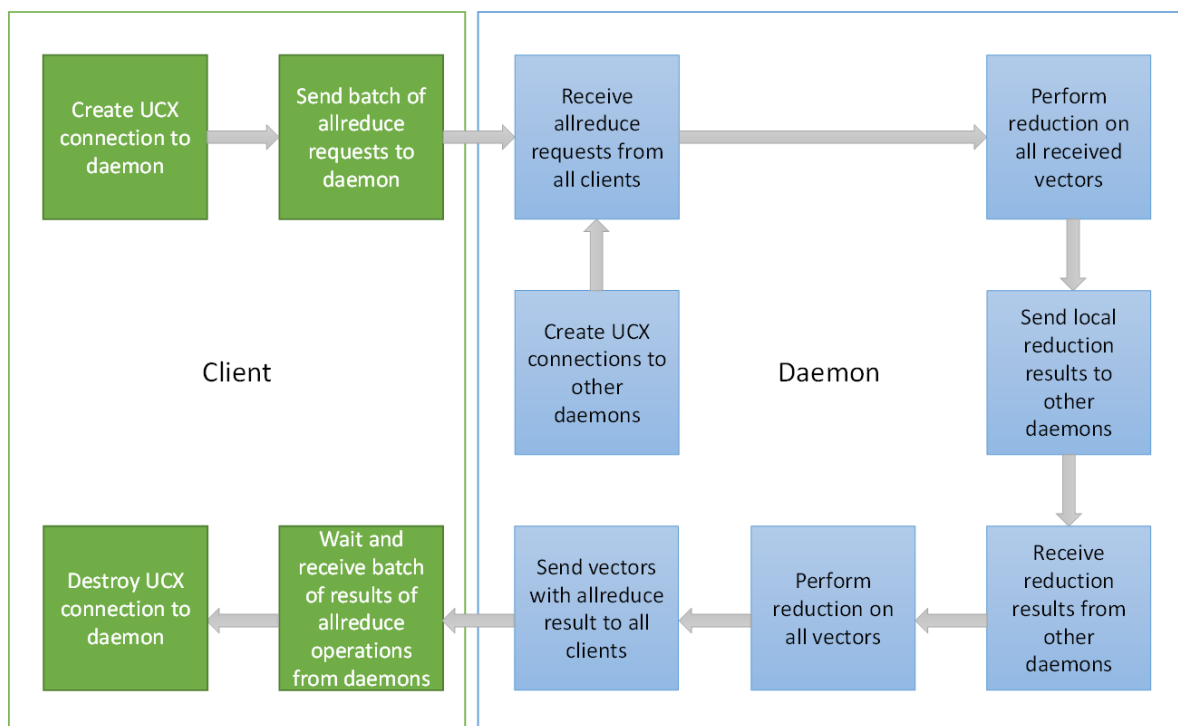 Create UCX
connection to
daemon
Send batch of
allreduce
requests to
daemon
Receive
allreduce
requests from
all clients
Perform
reduction on
all received
vectors
Client
Create UCX
connections to
other
daemons
Daemon
Send local
reduction
results to
other
daemons
Destroy UCX
connection to
daemon
Wait and
receive batch
of results of
allreduce
operations
from daemons
Send vectors
with allreduce
result to all
clients
Perform
reduction on
all vectors
Receive
reduction
results from
other
daemons